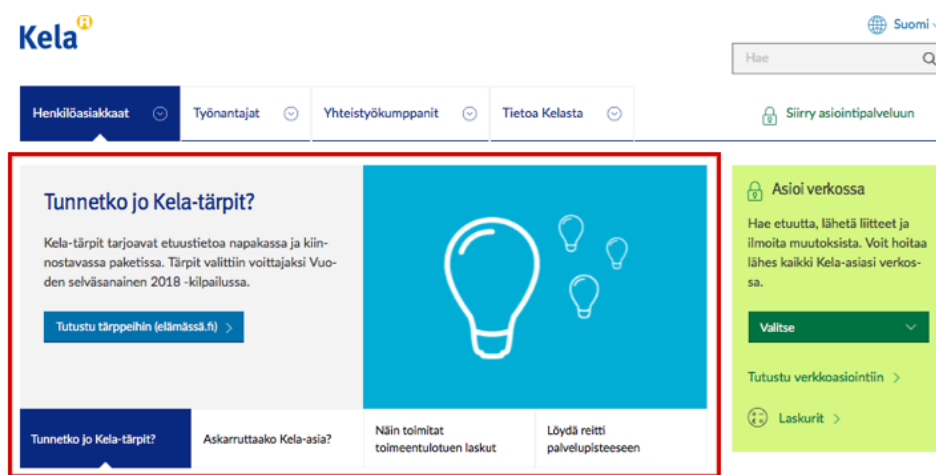 Kela
Suomi
Hae
Henkilöasiakkaat
Työnantajat
Yhteistyökumppanit
Tietoa Kelasta
Siirry asiointipalveluun
Tunnetko jo Kela-tärpit?
Kela-tärpit tarjoavat etuustietoa napakassa ja kiin-
nostavassa paketissa. Tärpit valittiin voittajaksi Vuo-
den selväsanainen 2018 -kilpailussa.
Tutustu tärppeihin (elämässä.fi) >
Tunnetko jo Kela-tärpit?
Askarruttaako Kela-asia?
Näin toimitat
toimeentulotuen laskut
Löydä reitti
palvelupisteeseen
Asioi verkossa
Hae etuutta, lähetä liitteet ja
ilmoita muutoksista. Voit hoitaa
lähes kaikki Kela-asiasi verkos-
sa.
Valitse
Tutustu verkkoasiointiin >
Laskurit >